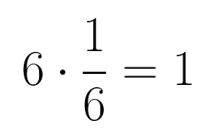 6 · 1/6 = 1